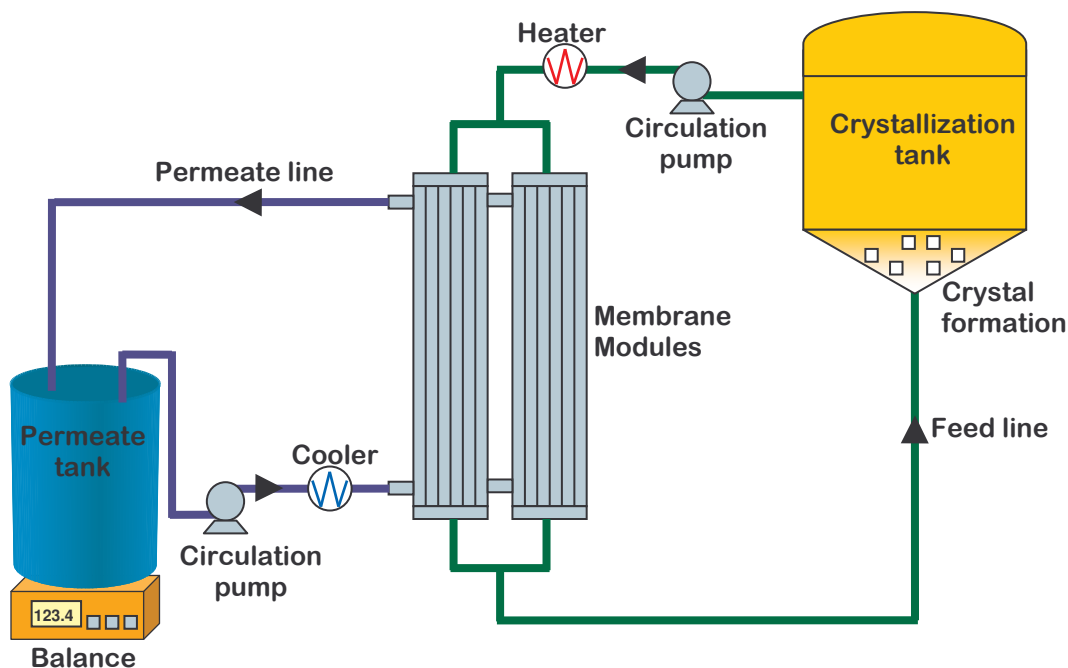 Heater
Circulation
pump
Crystallization
tank
Permeate line
Crystal
formation
Membrane
Modules
Feed line
Permeate
tank
Cooler
Circulation
pump
123.4
Balance